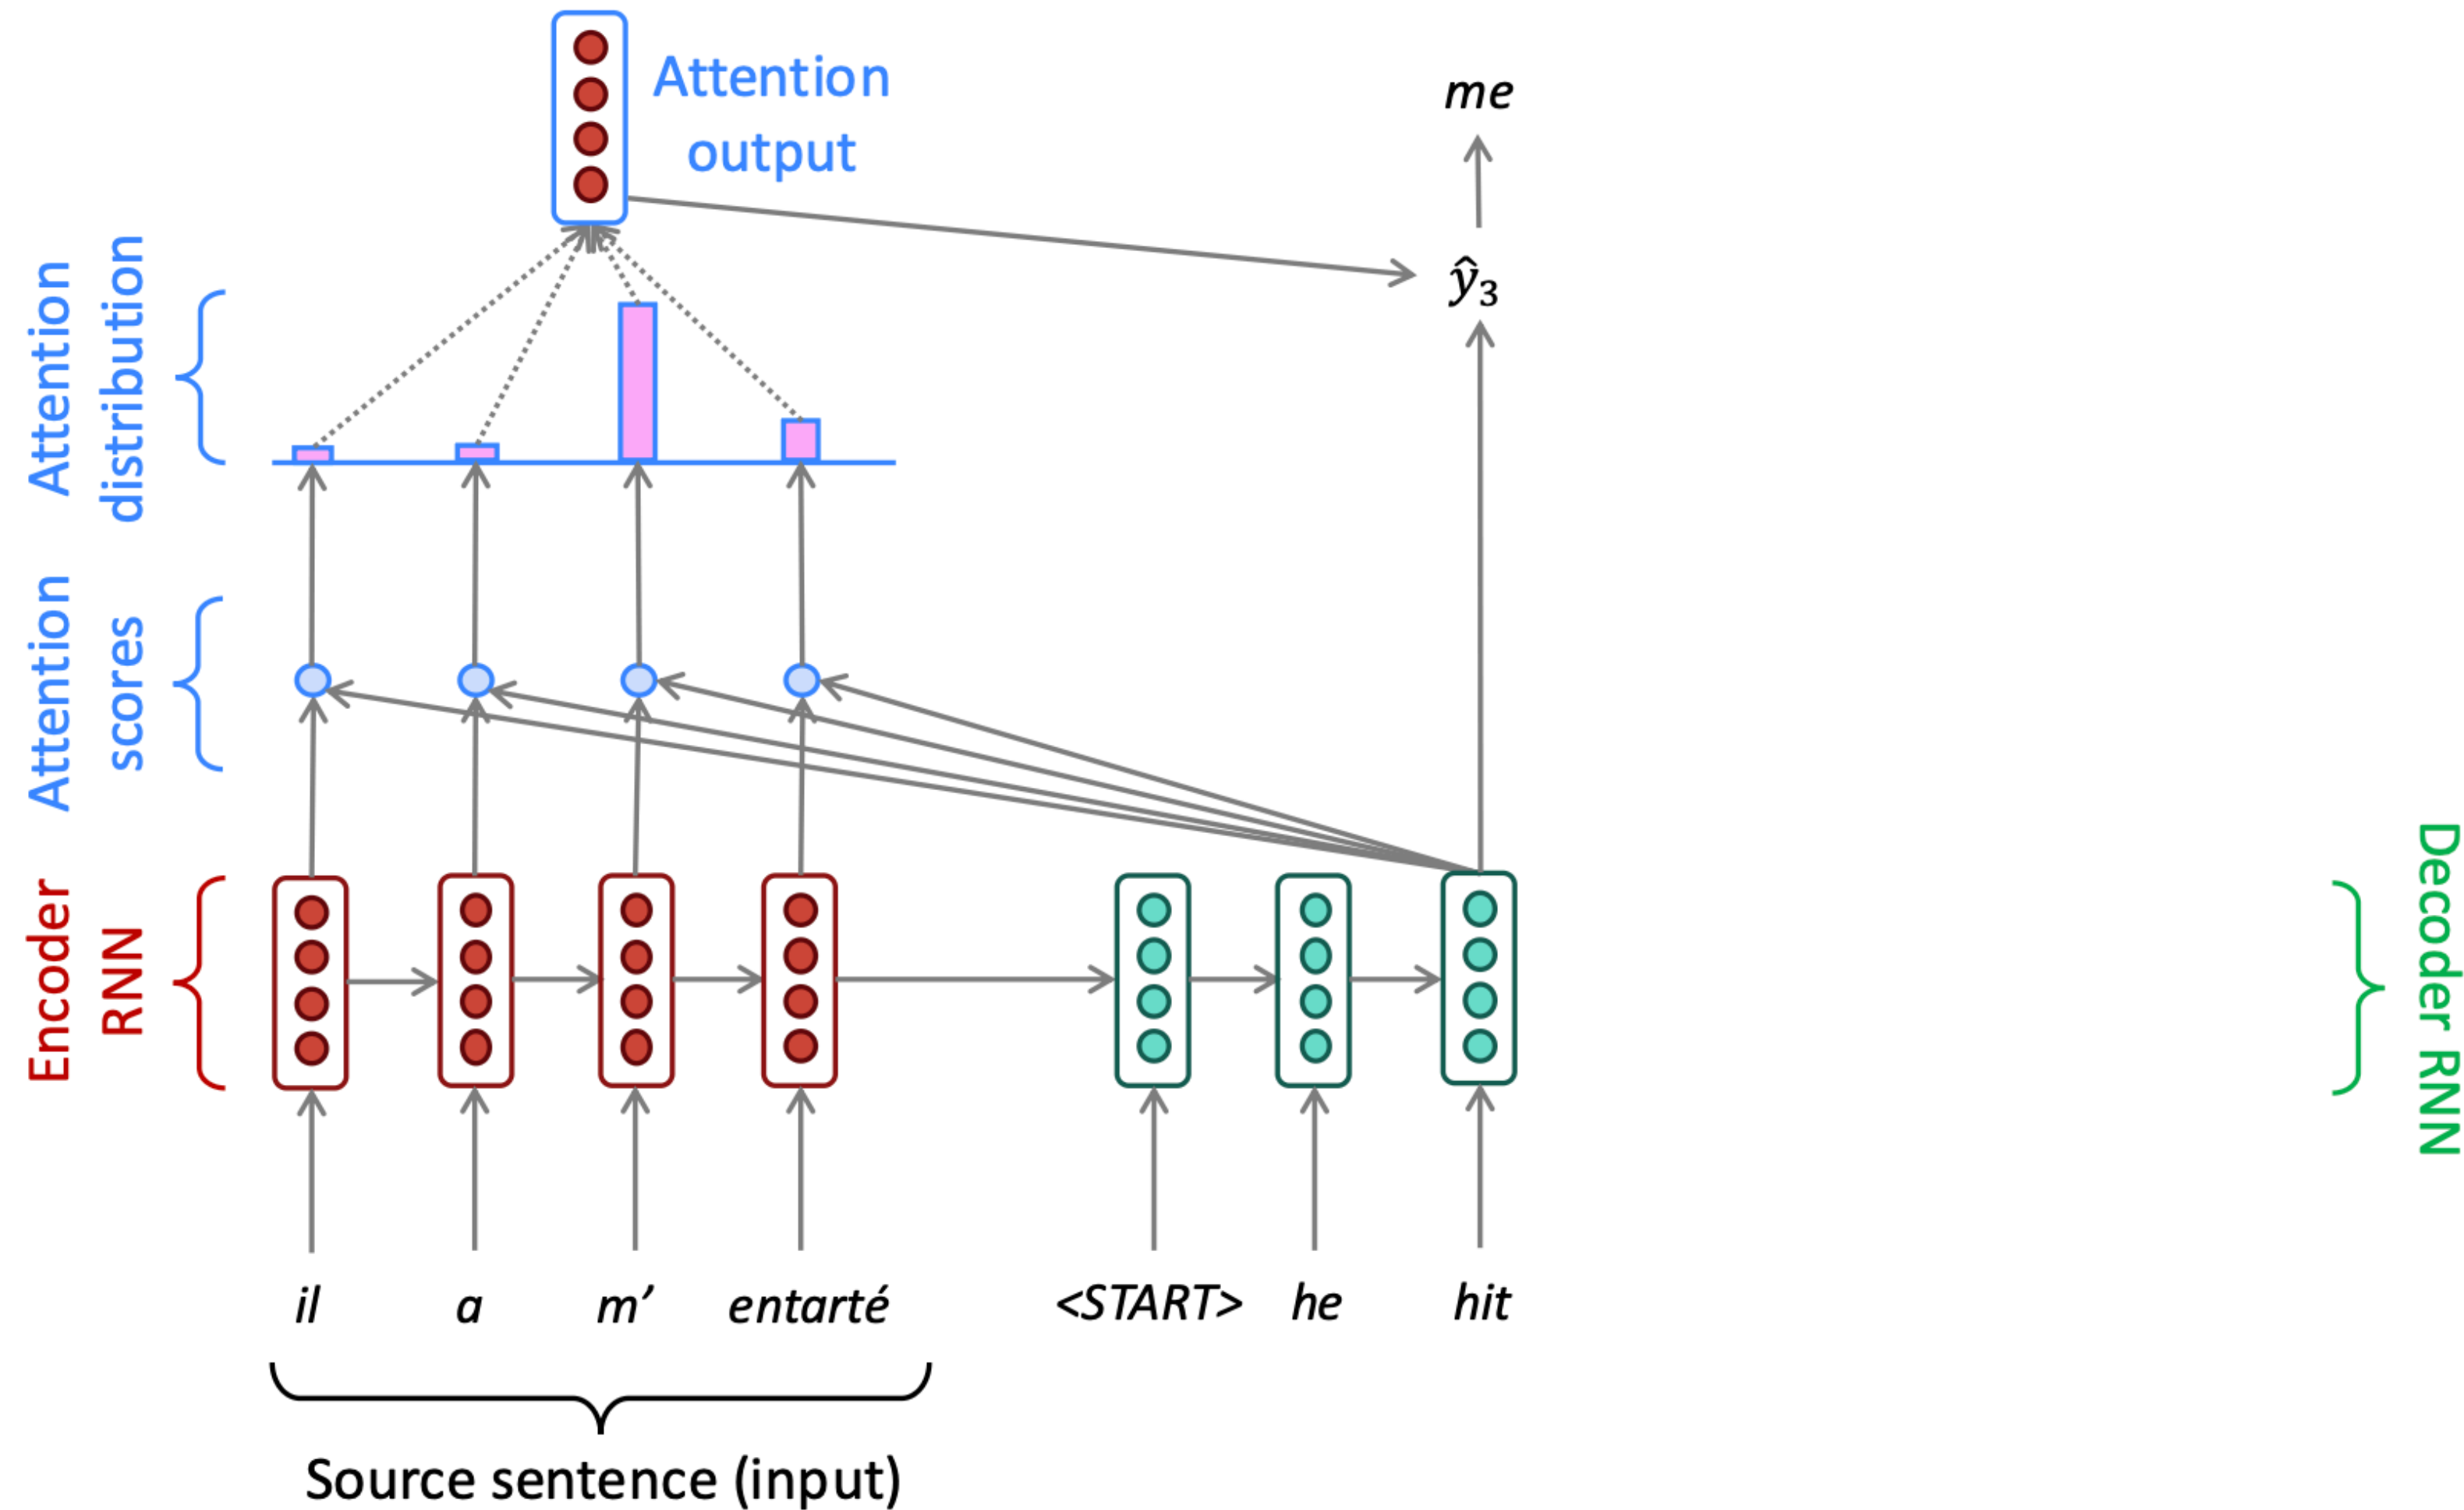 Attention
output
me
ŷ₃
Attention
distribution
Attention
scores
Encoder
RNN
Decoder RNN
il a m’ entarté <START> he hit
Source sentence (input)